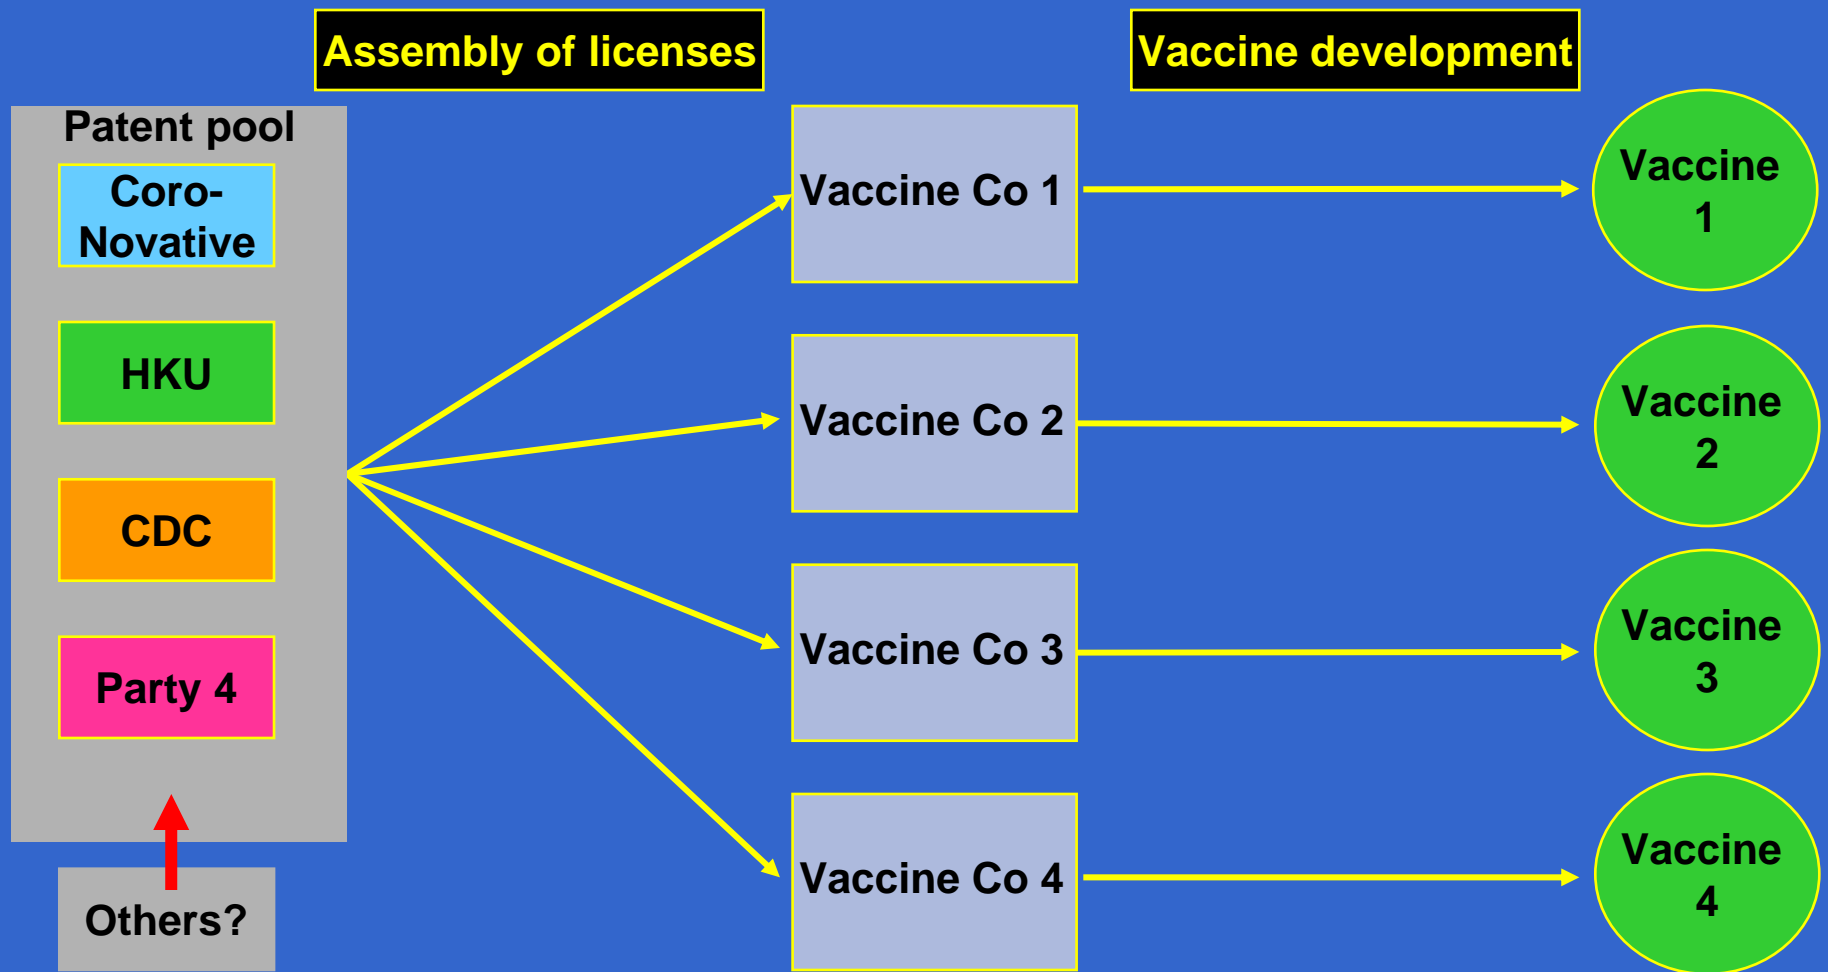 Assembly of licenses
Vaccine development
Patent pool
Coro-
Novative
HKU
CDC
Party 4
Others?
Vaccine Co 1
Vaccine Co 2
Vaccine Co 3
Vaccine Co 4
Vaccine
1
Vaccine
2
Vaccine
3
Vaccine
4